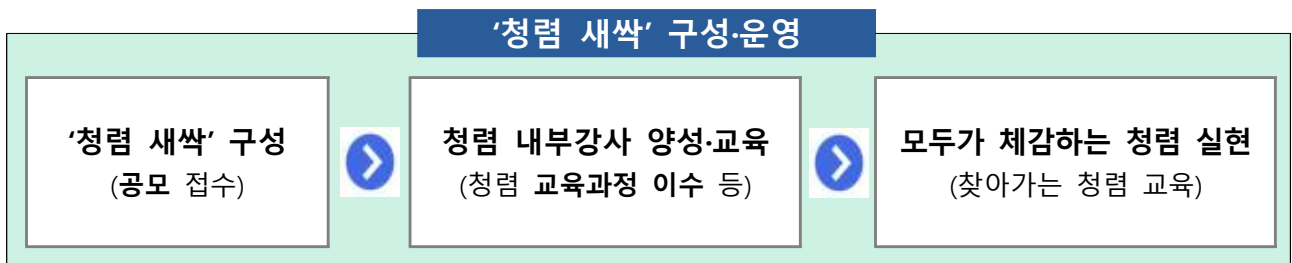 ‘청렴 새싹’ 구성·운영
‘청렴 새싹’ 구성
(공모 접수)
청렴 내부강사 양성·교육
(청렴 교육과정 이수 등)
모두가 체감하는 청렴 실현
(찾아가는 청렴 교육)